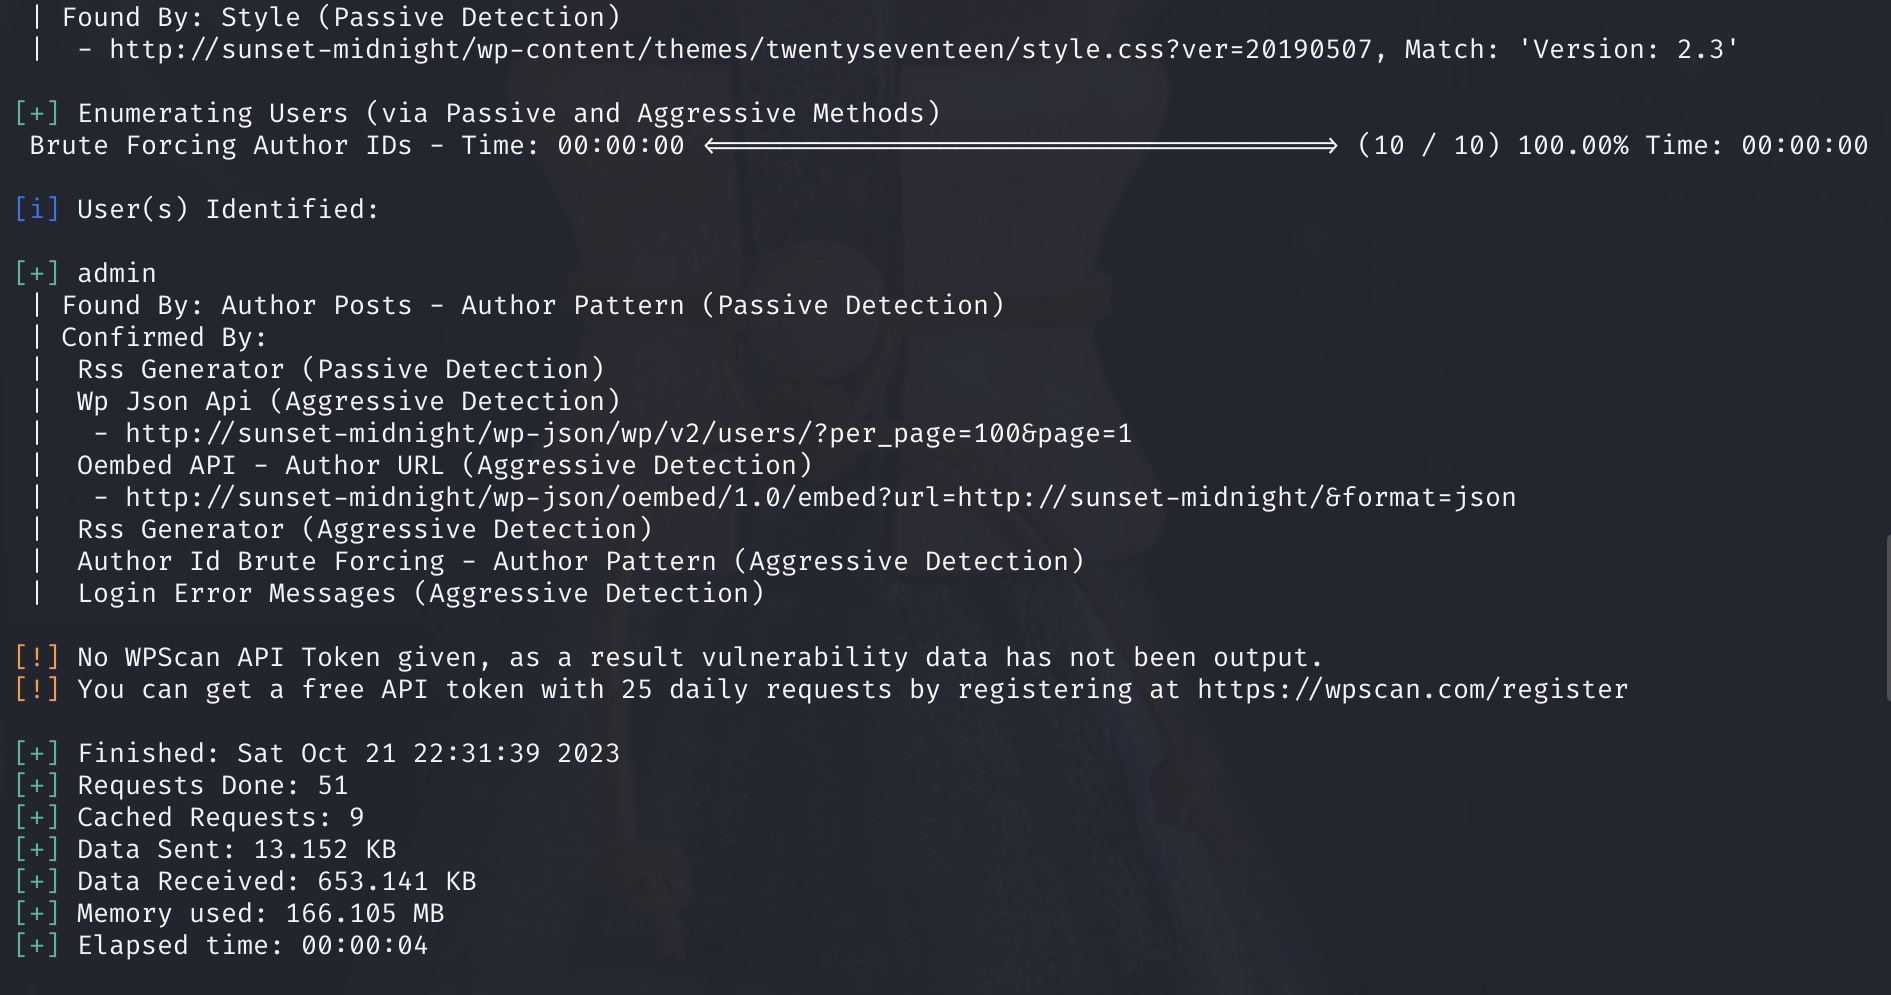 | Found By: Style (Passive Detection)
|  - http://sunset-midnight/wp-content/themes/twentyseventeen/style.css?ver=20190507, Match: 'Version: 2.3'
[+] Enumerating Users (via Passive and Aggressive Methods)
Brute Forcing Author IDs - Time: 00:00:00 <======================================> (10 / 10) 100.00% Time: 00:00:00
[i] User(s) Identified:
[+] admin
| Found By: Author Posts - Author Pattern (Passive Detection)
| Confirmed By:
|  Rss Generator (Passive Detection)
|  Wp Json Api (Aggressive Detection)
|   - http://sunset-midnight/wp-json/wp/v2/users/?per_page=100&page=1
|  Oembed API - Author URL (Aggressive Detection)
|   - http://sunset-midnight/wp-json/oembed/1.0/embed?url=http://sunset-midnight/&format=json
|  Rss Generator (Aggressive Detection)
|  Author Id Brute Forcing - Author Pattern (Aggressive Detection)
|  Login Error Messages (Aggressive Detection)
[!] No WPScan API Token given, as a result vulnerability data has not been output.
[!] You can get a free API token with 25 daily requests by registering at https://wpscan.com/register
[+] Finished: Sat Oct 21 22:31:39 2023
[+] Requests Done: 51
[+] Cached Requests: 9
[+] Data Sent: 13.152 KB
[+] Data Received: 653.141 KB
[+] Memory used: 166.105 MB
[+] Elapsed time: 00:00:04